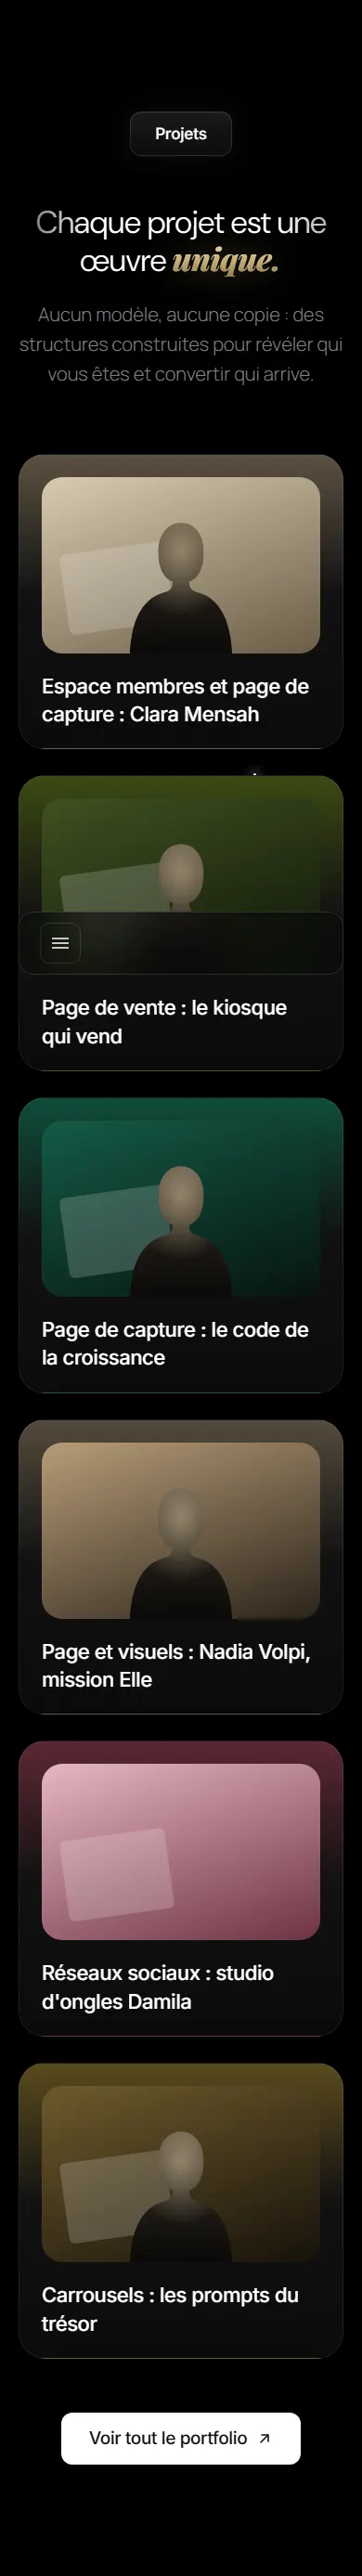 Projets
Chaque projet est une
œuvre unique.
Aucun modèle, aucune copie : des
structures construites pour révéler qui
vous êtes et convertir qui arrive.
Espace membres et page de
capture : Clara Mensah
Page de vente : le kiosque
qui vend
Page de capture : le code de
la croissance
Page et visuels : Nadia Volpi,
mission Elle
Réseaux sociaux : studio
d'ongles Damila
Carrousels : les prompts du
trésor
Voir tout le portfolio